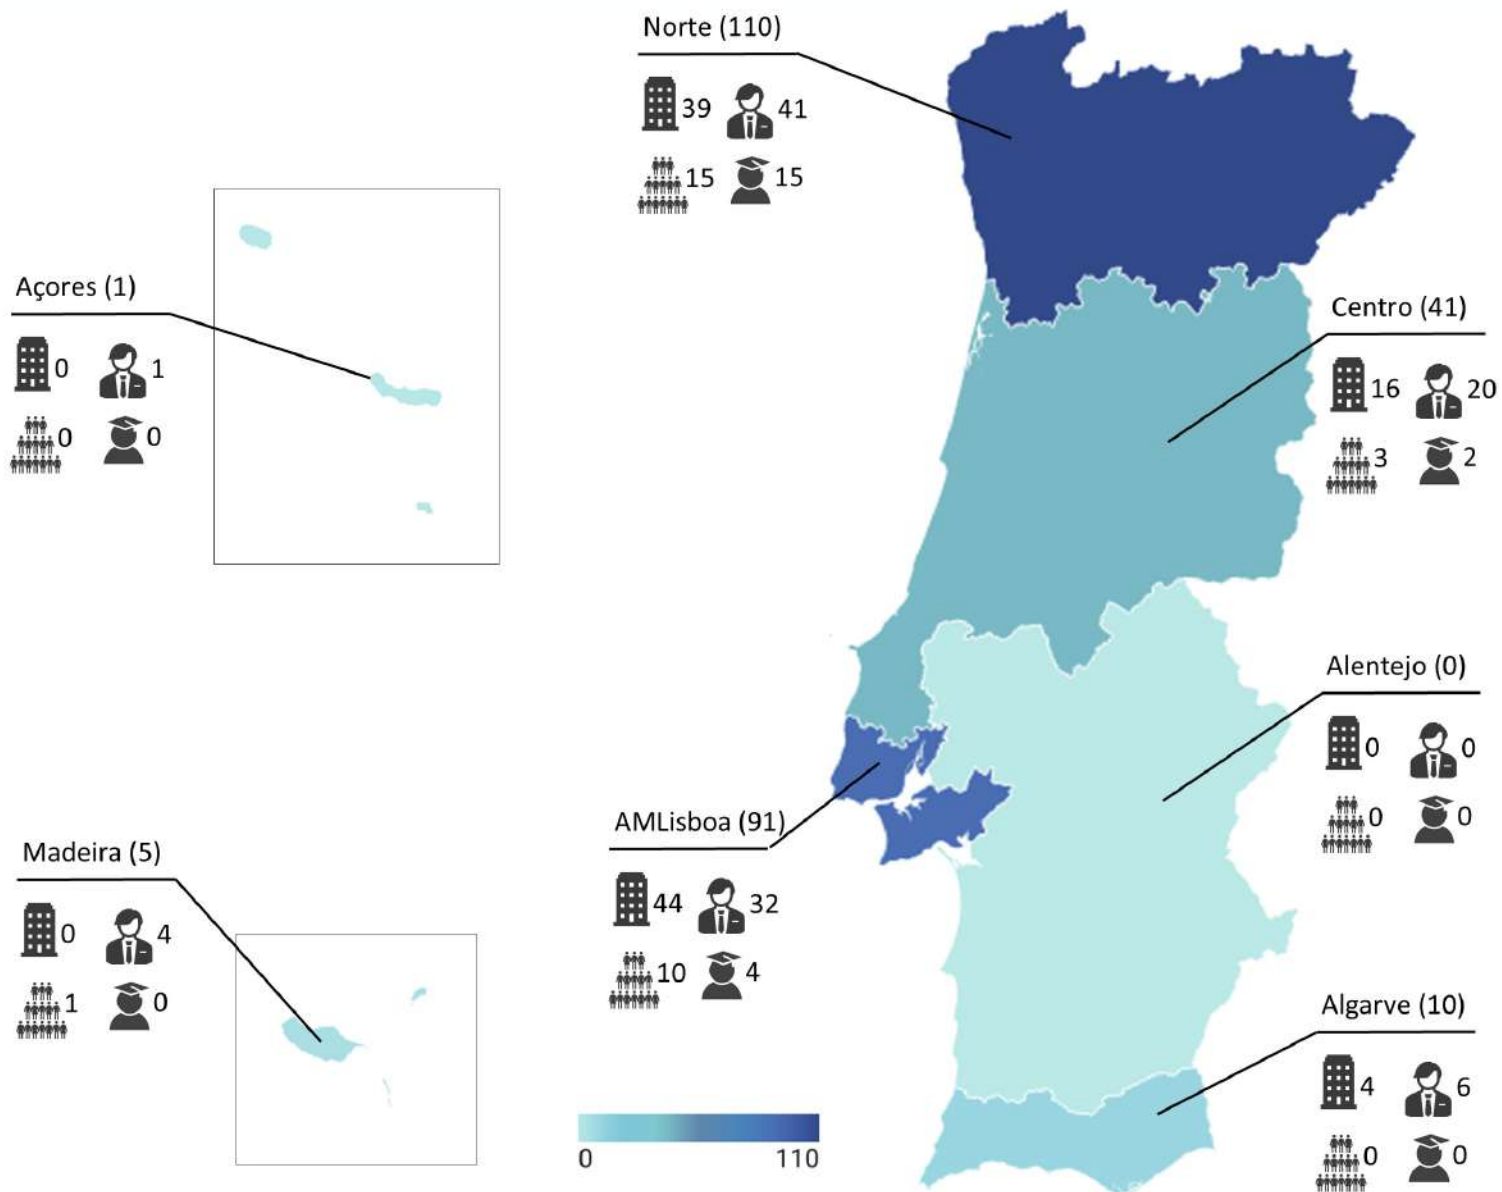 Norte (110)
39 41
15 15
Açores (1)
0 1
0 0
Centro (41)
16 20
3 2
Alentejo (0)
0 0
0 0
AMLisboa (91)
44 32
10 4
Madeira (5)
0 4
1 0
Algarve (10)
4 6
0 0
0 110